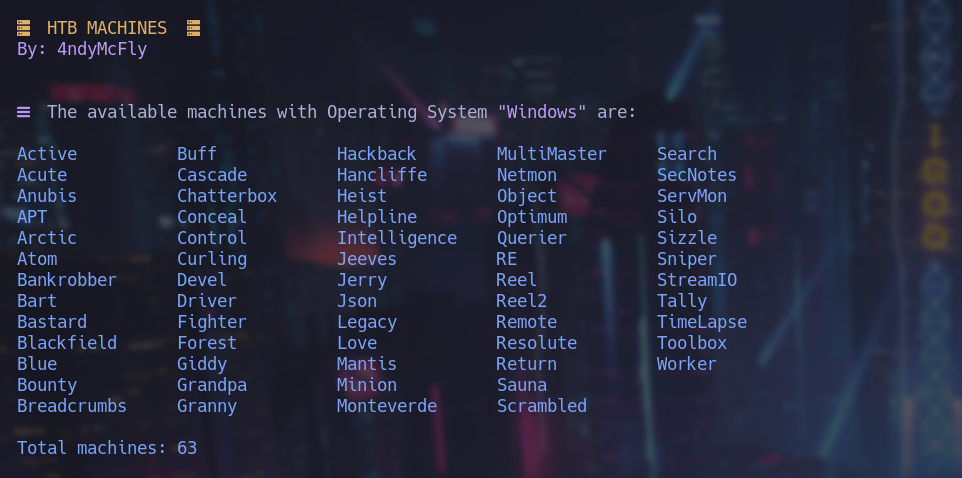 HTB MACHINES
By: 4ndyMcFly
The available machines with Operating System "Windows" are:
Active Buff Hackback MultiMaster Search
Acute Cascade Hancliffe Netmon SecNotes
Anubis Chatterbox Heist Object ServMon
APT Conceal Helpline Optimum Silo
Arctic Control Intelligence Querier Sizzle
Atom Curling Jeeves RE Sniper
Bankrobber Devel Jerry Reel StreamIO
Bart Driver Json Reel2 Tally
Bastard Fighter Legacy Remote TimeLapse
Blackfield Forest Love Resolute Toolbox
Blue Giddy Mantis Return Worker
Bounty Grandpa Minion Sauna
Breadcrumbs Granny Monteverde Scrambled
Total machines: 63